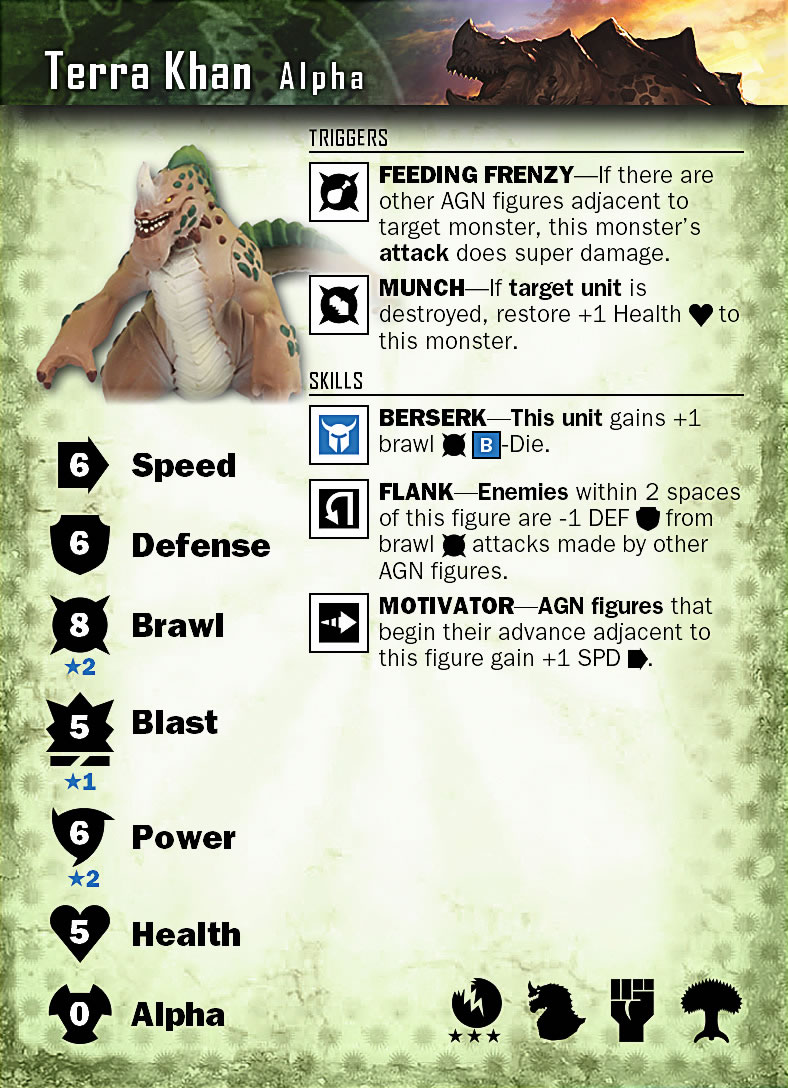 Terra Khan Alpha
TRIGGERS
FEEDING FRENZY—If there are
other AGN figures adjacent to
target monster, this monster's
attack does super damage.
MUNCH—If target unit is
destroyed, restore +1 Health ♥ to
this monster.
SKILLS
BERSERK—This unit gains +1
brawl B-Die.
FLANK—Enemies within 2 spaces
of this figure are -1 DEF from
brawl attacks made by other
AGN figures.
MOTIVATOR—AGN figures that
begin their advance adjacent to
this figure gain +1 SPD.
6 Speed
6 Defense
8 Brawl
★2
5 Blast
★1
6 Power
★2
5 Health
0 Alpha
★★★